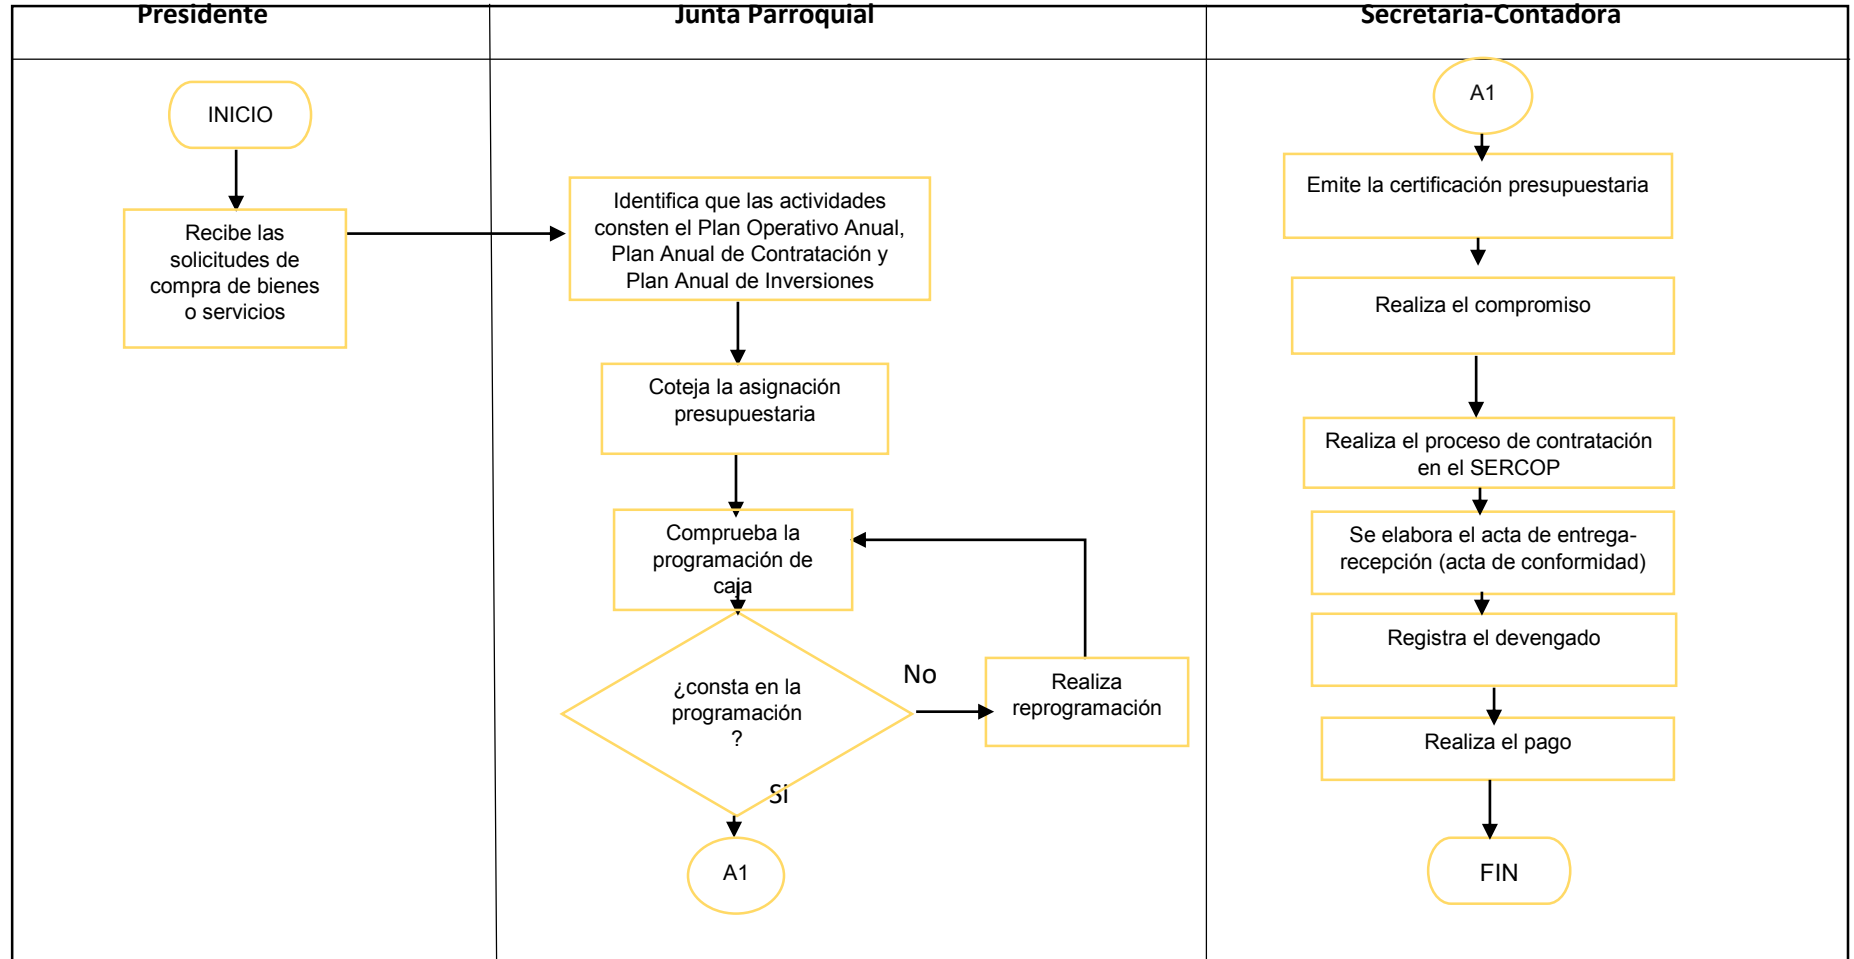 Presidente
Junta Parroquial
Secretaria-Contadora
INICIO
Recibe las
solicitudes de
compra de bienes
o servicios
Identifica que las actividades
consten el Plan Operativo Anual,
Plan Anual de Contratación y
Plan Anual de Inversiones
Coteja la asignación
presupuestaria
Comprueba la
programación de
caja
¿consta en la
programación
?
No
Realiza
reprogramación
Si
A1
A1
Emite la certificación presupuestaria
Realiza el compromiso
Realiza el proceso de contratación
en el SERCOP
Se elabora el acta de entrega-
recepción (acta de conformidad)
Registra el devengado
Realiza el pago
FIN